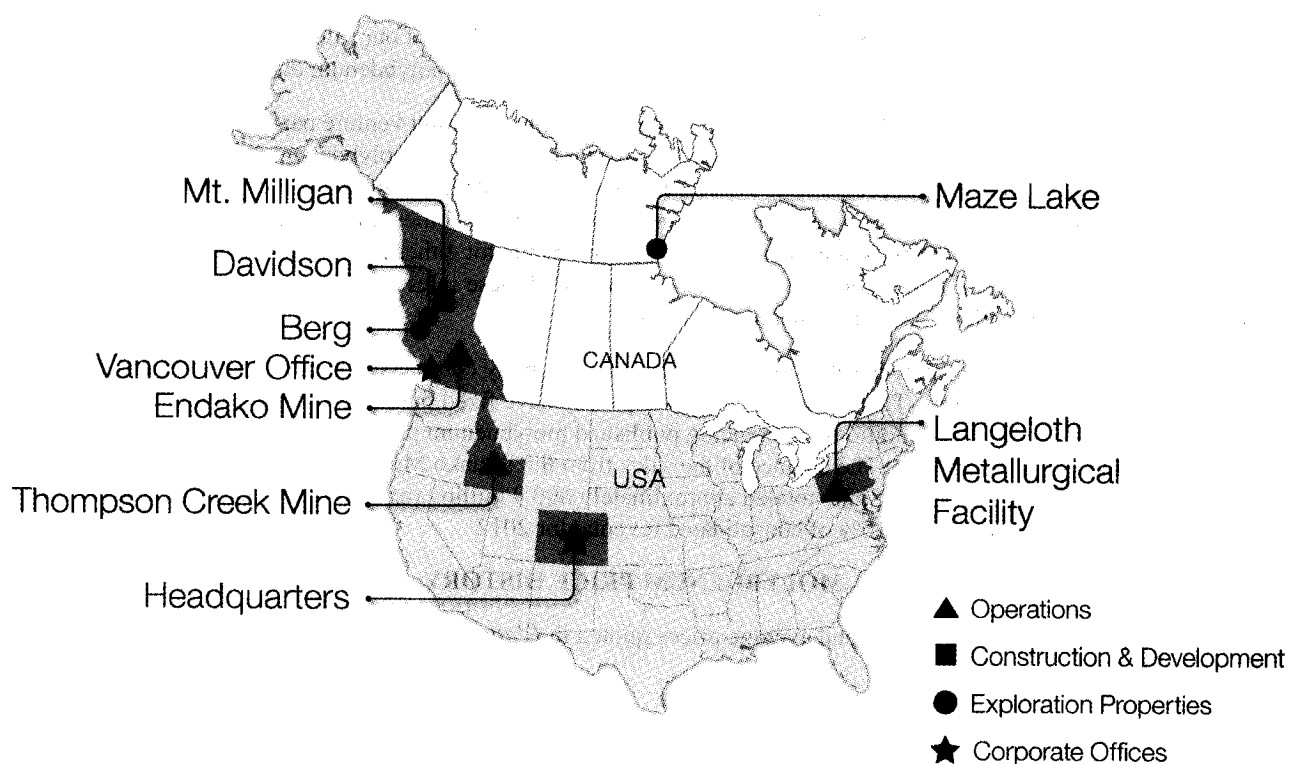 Mt. Milligan
Davidson
Berg
Vancouver Office
Endako Mine
Thompson Creek Mine
Headquarters
Maze Lake
CANADA
USA
Langeloth
Metallurgical
Facility
Operations
Construction & Development
Exploration Properties
Corporate Offices